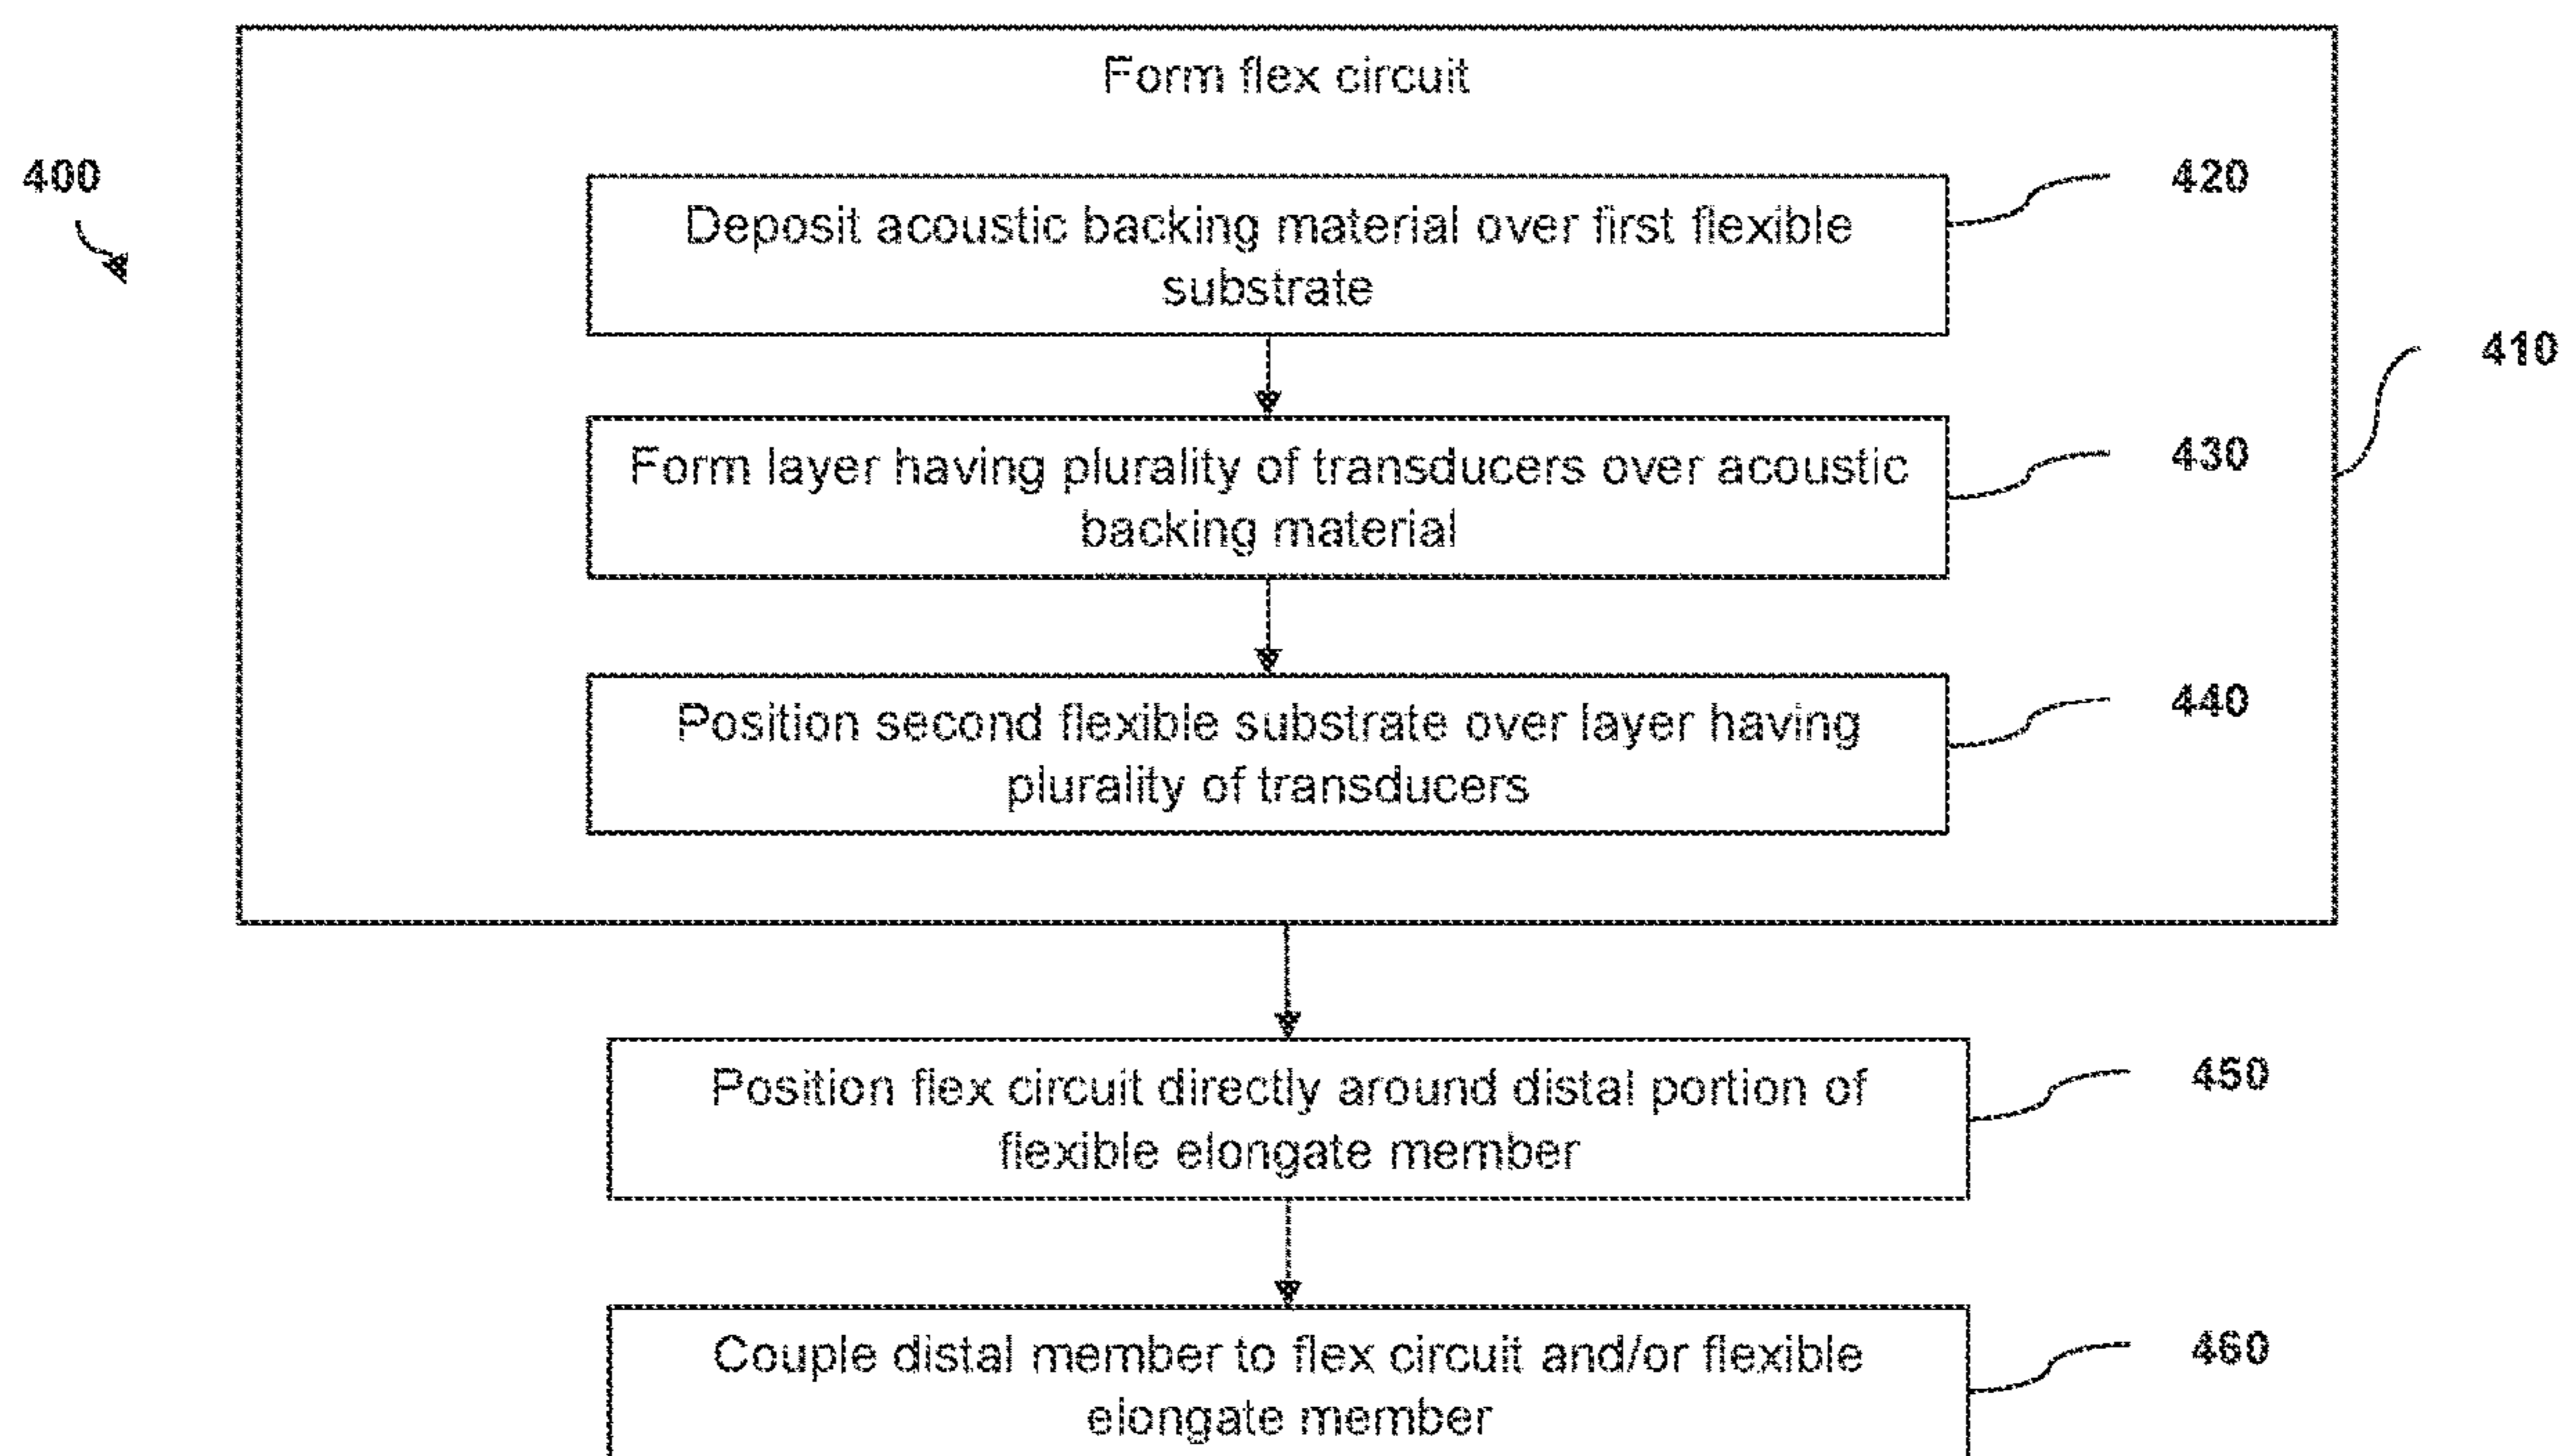 Form flex circuit
400
420
Deposit acoustic backing material over first flexible
substrate
410
430
Form layer having plurality of transducers over acoustic
backing material
440
Position second flexible substrate over layer having
plurality of transducers
450
Position flex circuit directly around distal portion of
flexible elongate member
460
Couple distal member to flex circuit and/or flexible
elongate member